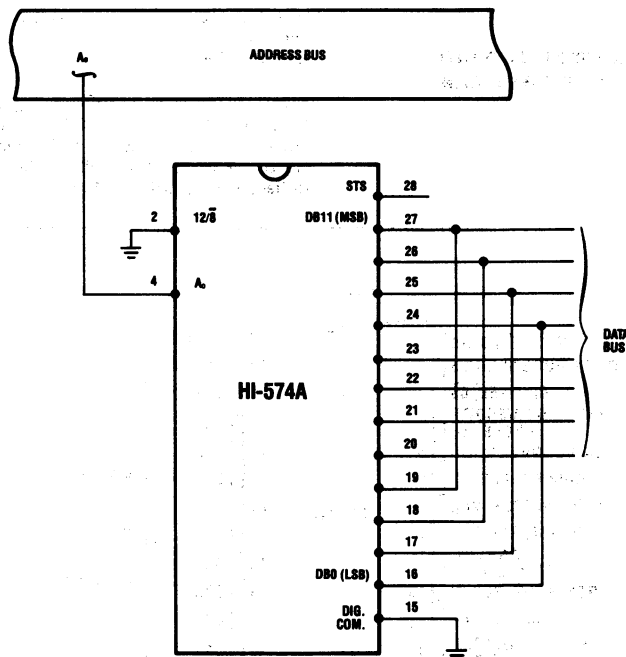 A₀
ADDRESS BUS
STS 28
2 12/8̅ DB11 (MSB) 27
26
4 A₀ 25
24
23
DATA
BUS
22
HI-574A
21
20
19
18
17
DB0 (LSB) 16
DIG.
COM.
15